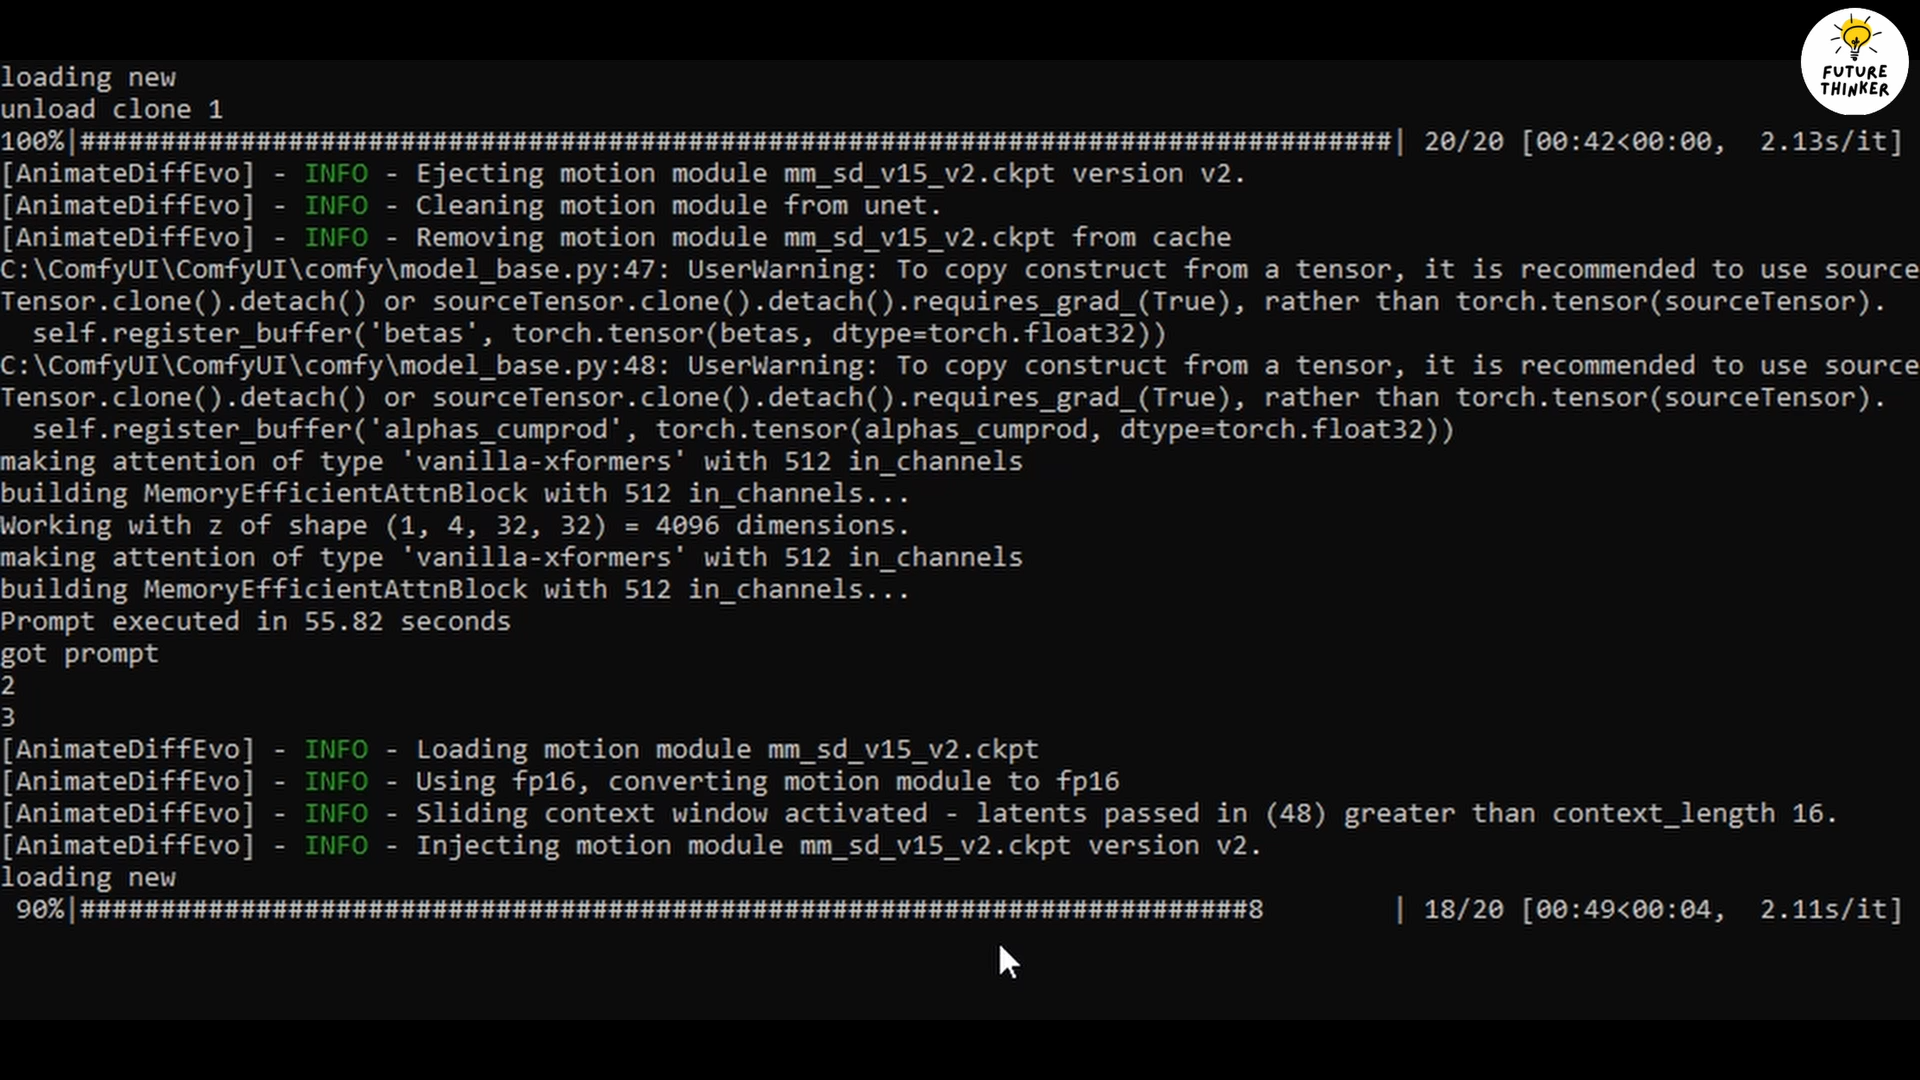 FUTURE
THINKER
loading new
unload clone 1
100%|##################################################################################| 20/20 [00:42<00:00,  2.13s/it]
[AnimateDiffEvo] - INFO - Ejecting motion module mm_sd_v15_v2.ckpt version v2.
[AnimateDiffEvo] - INFO - Cleaning motion module from unet.
[AnimateDiffEvo] - INFO - Removing motion module mm_sd_v15_v2.ckpt from cache
C:\ComfyUI\ComfyUI\comfy\model_base.py:47: UserWarning: To copy construct from a tensor, it is recommended to use source
Tensor.clone().detach() or sourceTensor.clone().detach().requires_grad_(True), rather than torch.tensor(sourceTensor).
  self.register_buffer('betas', torch.tensor(betas, dtype=torch.float32))
C:\ComfyUI\ComfyUI\comfy\model_base.py:48: UserWarning: To copy construct from a tensor, it is recommended to use source
Tensor.clone().detach() or sourceTensor.clone().detach().requires_grad_(True), rather than torch.tensor(sourceTensor).
  self.register_buffer('alphas_cumprod', torch.tensor(alphas_cumprod, dtype=torch.float32))
making attention of type 'vanilla-xformers' with 512 in_channels
building MemoryEfficientAttnBlock with 512 in_channels...
Working with z of shape (1, 4, 32, 32) = 4096 dimensions.
making attention of type 'vanilla-xformers' with 512 in_channels
building MemoryEfficientAttnBlock with 512 in_channels...
Prompt executed in 55.82 seconds
got prompt
2
3
[AnimateDiffEvo] - INFO - Loading motion module mm_sd_v15_v2.ckpt
[AnimateDiffEvo] - INFO - Using fp16, converting motion module to fp16
[AnimateDiffEvo] - INFO - Sliding context window activated - latents passed in (48) greater than context_length 16.
[AnimateDiffEvo] - INFO - Injecting motion module mm_sd_v15_v2.ckpt version v2.
loading new
 90%|#########################################################################8        | 18/20 [00:49<00:04,  2.11s/it]